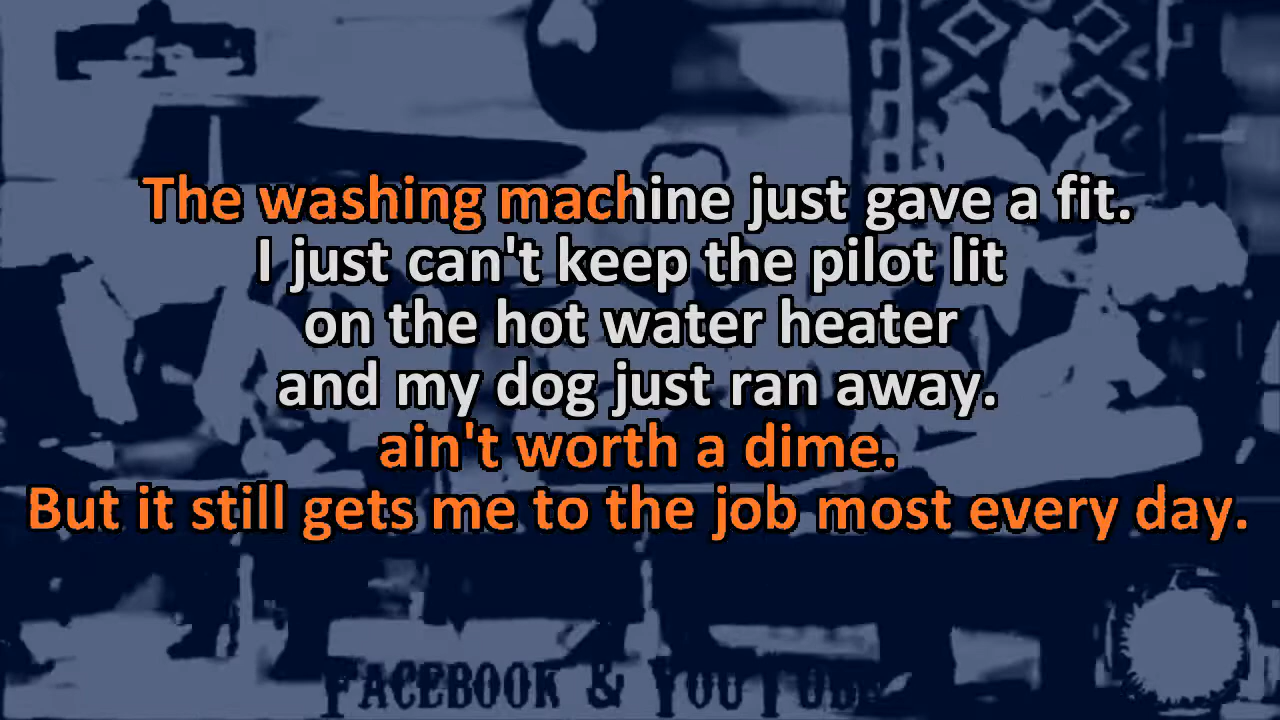 The washing machine just gave a fit.
I just can't keep the pilot lit
on the hot water heater
and my dog just ran away.
ain't worth a dime.
But it still gets me to the job most every day.
FACEBOOK & YOUTUBE